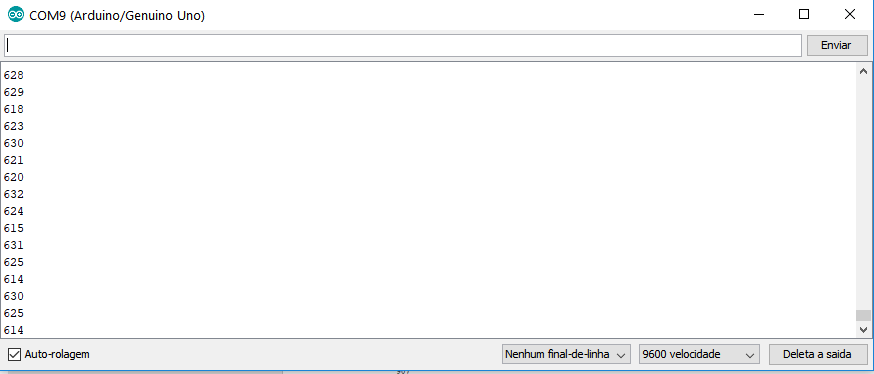 COM9 (Arduino/Genuino Uno)
Enviar
628
629
618
623
630
621
620
632
624
615
631
625
614
630
625
614
Auto-rolagem
Nenhum final-de-linha
9600 velocidade
Deleta a saida